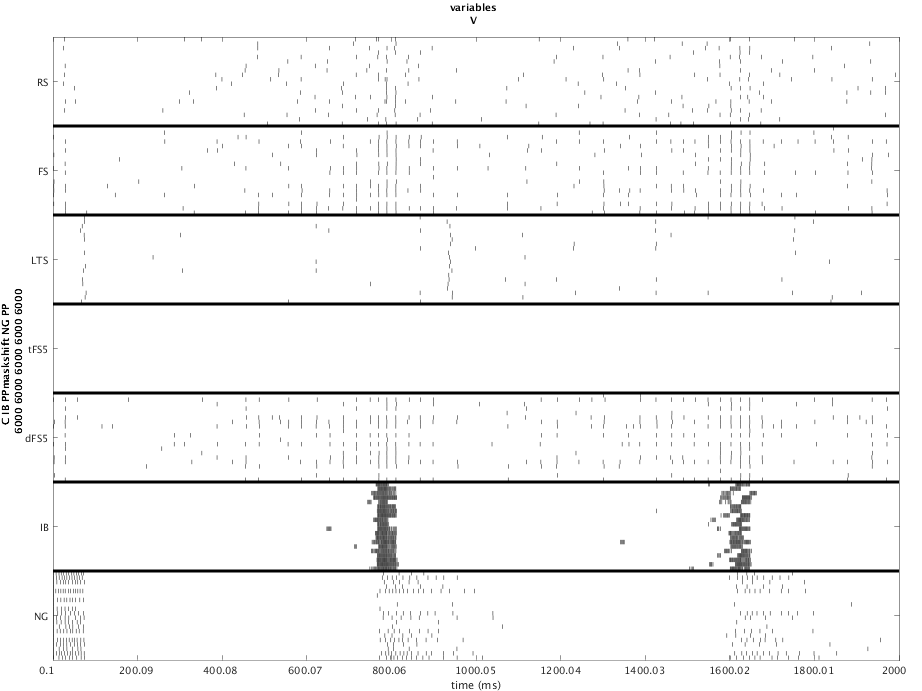 variables
V
RS
FS
LTS
tFS5
dFS5
IB
NG
C IB PPmaskshift NG PP
6000 6000 6000 6000 6000
0.1 200.09 400.08 600.07 800.06 1000.05 1200.04 1400.03 1600.02 1800.01 2000
time (ms)